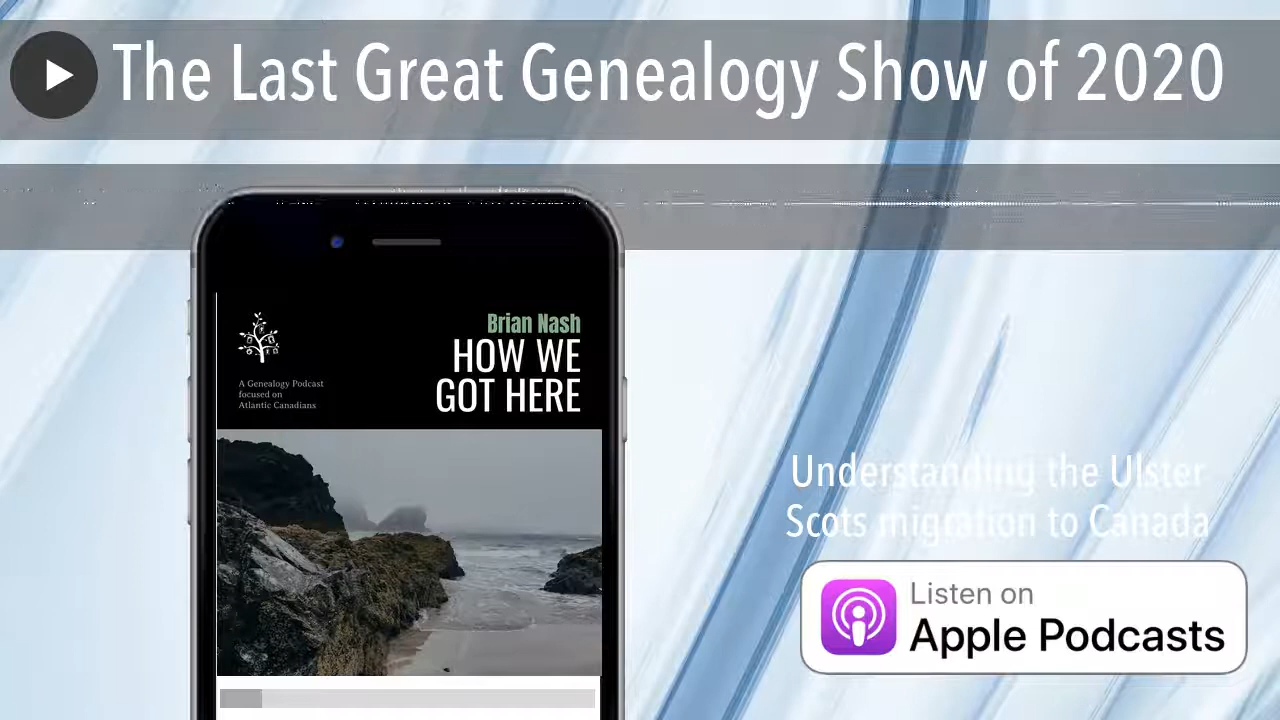 The Last Great Genealogy Show of 2020
Brian Nash
HOW WE
GOT HERE
A Genealogy Podcast
focused on
Atlantic Canadians
Understanding the Ulster
Scots migration to Canada
Listen on
Apple Podcasts